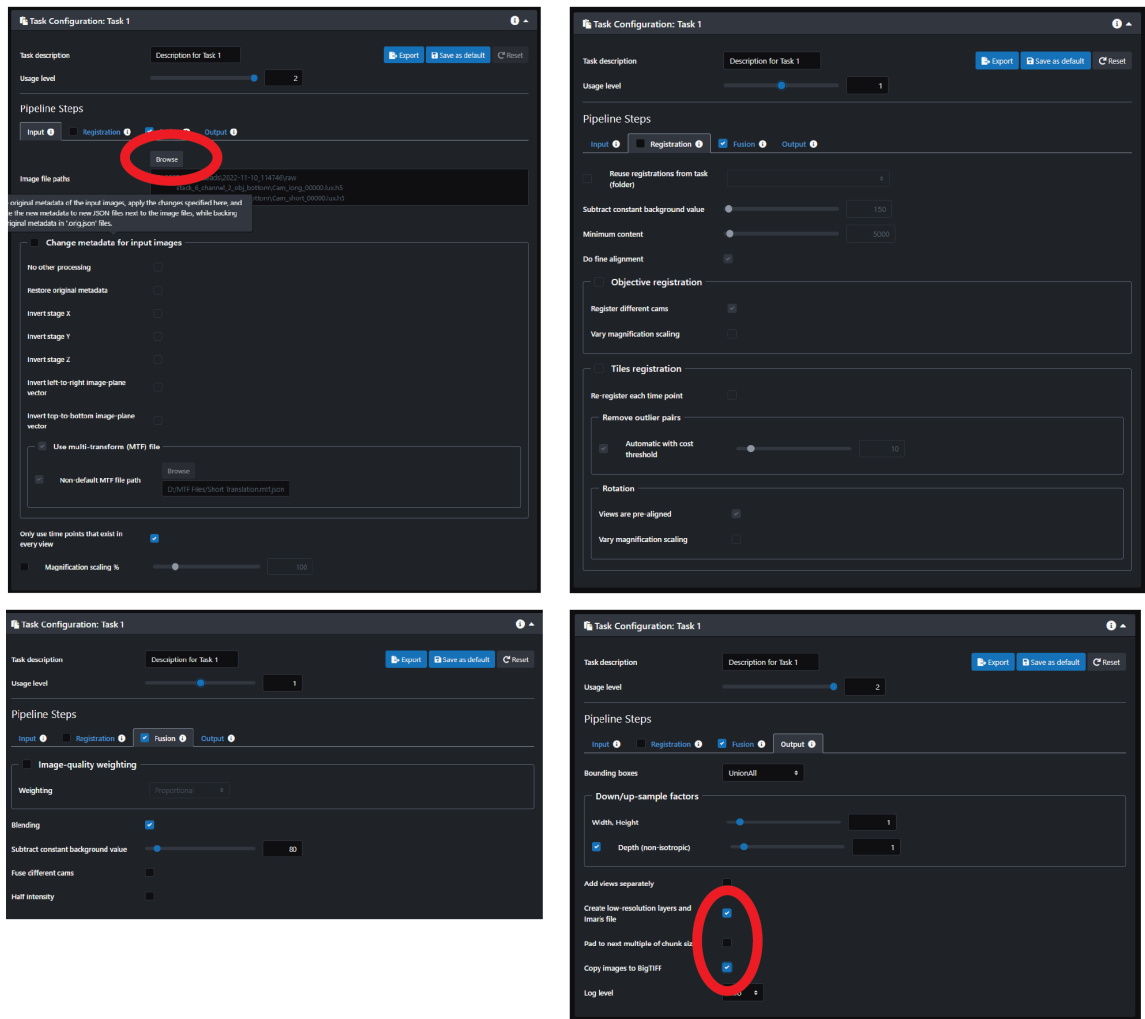 Task Configuration: Task 1
Task description
Description for Task 1
Export
Save as default
Reset
Usage level
2
Pipeline Steps
Input
Registration
Output
Browse
Image file paths
stack_6_channel_2_obj_bottom\Cam_long_00000.lux.h5
original metadata of the input images, apply the changes specified here, and
e the new metadata to new JSON files next to the image files, while backing
riginal metadata in '.orig.json' files.
Change metadata for input images
No other processing
Restore original metadata
Invert stage X
Invert stage Y
Invert stage Z
Invert left-to-right image-plane
vector
Invert top-to-bottom image-plane
vector
Use multi-transform (MTF) file
Browse
Non-default MTF file path
D:/MTF Files/Short Translation.mtf.json
Only use time points that exist in
every view
Magnification scaling %
100
Task Configuration: Task 1
Task description
Description for Task 1
Export
Save as default
Reset
Usage level
1
Pipeline Steps
Input
Registration
Fusion
Output
Reuse registrations from task
(folder)
Subtract constant background value
150
Minimum content
5000
Do fine alignment
Objective registration
Register different cams
Vary magnification scaling
Tiles registration
Re-register each time point
Remove outlier pairs
Automatic with cost
threshold
10
Rotation
Views are pre-aligned
Vary magnification scaling
Task Configuration: Task 1
Task description
Description for Task 1
Export
Save as default
Reset
Usage level
1
Pipeline Steps
Input
Registration
Fusion
Output
Image-quality weighting
Weighting
Proportional
Blending
Subtract constant background value
80
Fuse different cams
Half intensity
Task Configuration: Task 1
Task description
Description for Task 1
Export
Save as default
Reset
Usage level
2
Pipeline Steps
Input
Registration
Fusion
Output
Bounding boxes
UnionAll
Down/up-sample factors
Width, Height
1
Depth (non-isotropic)
1
Add views separately
Create low-resolution layers and
Imaris file
Pad to next multiple of chunk
Copy images to BigTIFF
Log level